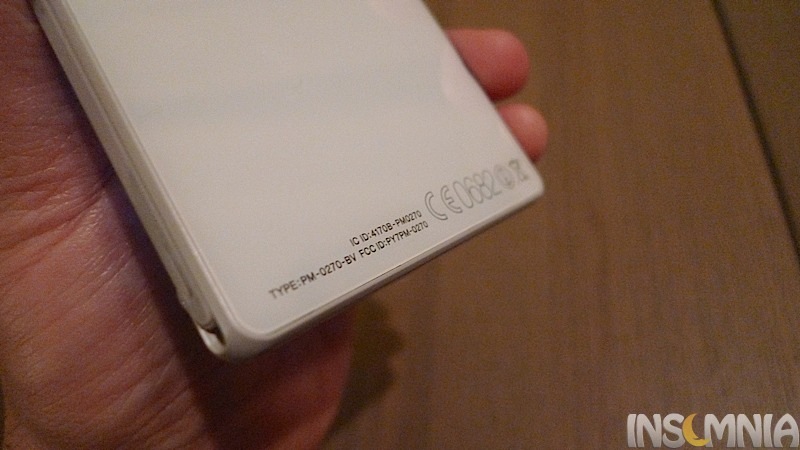 IC ID:4170B-PM0270
TYPE:PM-0270-BV FCC ID:PY7PM-0270
CE0682
INSOMNIA